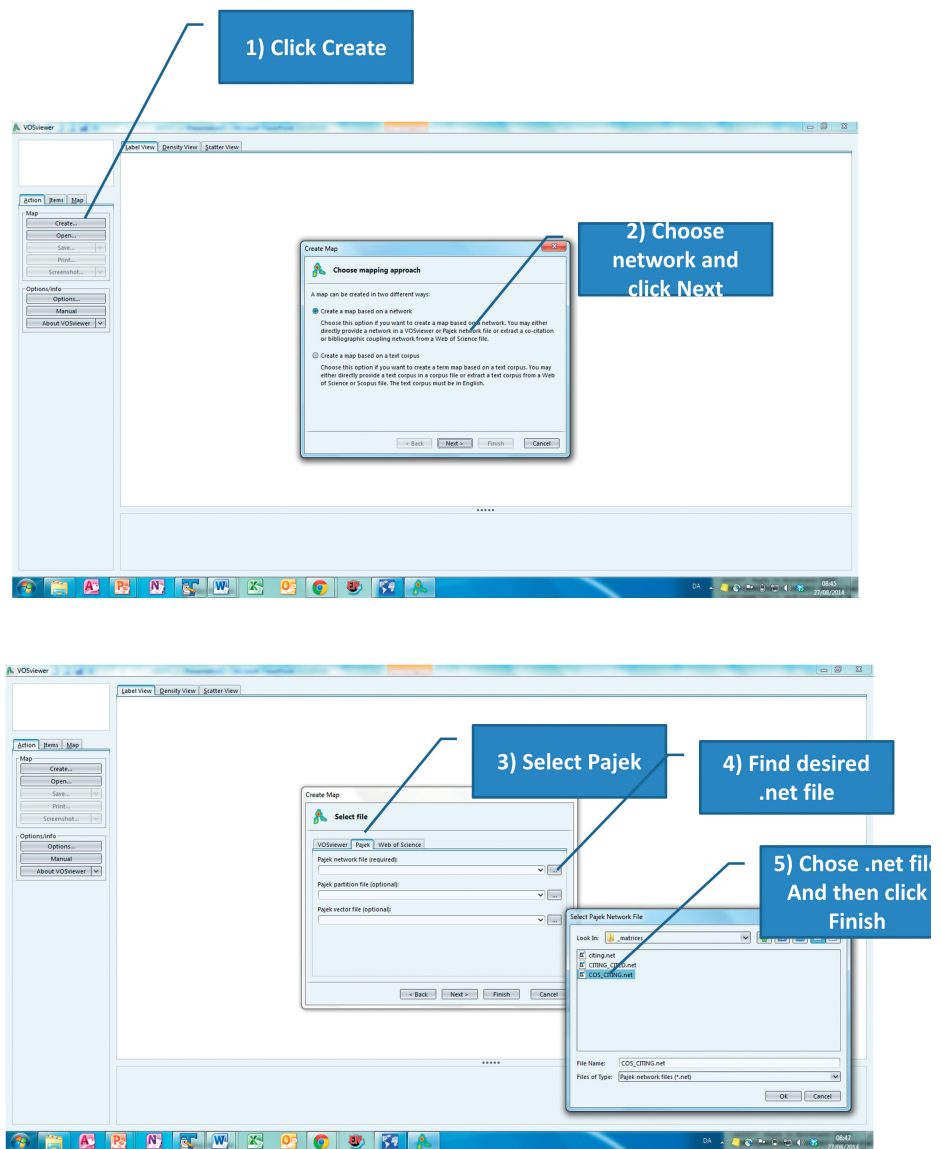 1) Click Create
VOSviewer
Label View Density View Scatter View
Action Items Map
Map
Create...
Open...
Save...
Print...
Screenshot...
Options/info
Options...
Manual
About VOSviewer
2) Choose
network and
click Next
Create Map
Choose mapping approach
A map can be created in two different ways:
Create a map based on a network
Choose this option if you want to create a map based on a network. You may either
directly provide a network in a VOSviewer or Pajek network file or extract a co-citation
or bibliographic coupling network from a Web of Science file.
Create a map based on a text corpus
Choose this option if you want to create a term map based on a text corpus. You may
either directly provide a text corpus in a corpus file or extract a text corpus from a Web
of Science or Scopus file. The text corpus must be in English.
< Back Next > Finish Cancel
DA
08:45
27/08/2014
VOSviewer
Label View Density View Scatter View
Action Items Map
Map
Create...
Open...
Save...
Print...
Screenshot...
Options/info
Options...
Manual
About VOSviewer
3) Select Pajek
4) Find desired
.net file
5) Chose .net file
And then click
Finish
Create Map
Select file
VOSviewer Pajek Web of Science
Pajek network file (required):
...
Pajek partition file (optional):
...
Pajek vector file (optional):
...
< Back Next > Finish Cancel
Select Pajek Network File
Look In: _matrices
citing.net
CITING_CITED.net
COS_CITING.net
File Name: COS_CITING.net
Files of Type: Pajek network files (*.net)
OK Cancel
DA
08:47
27/08/2014